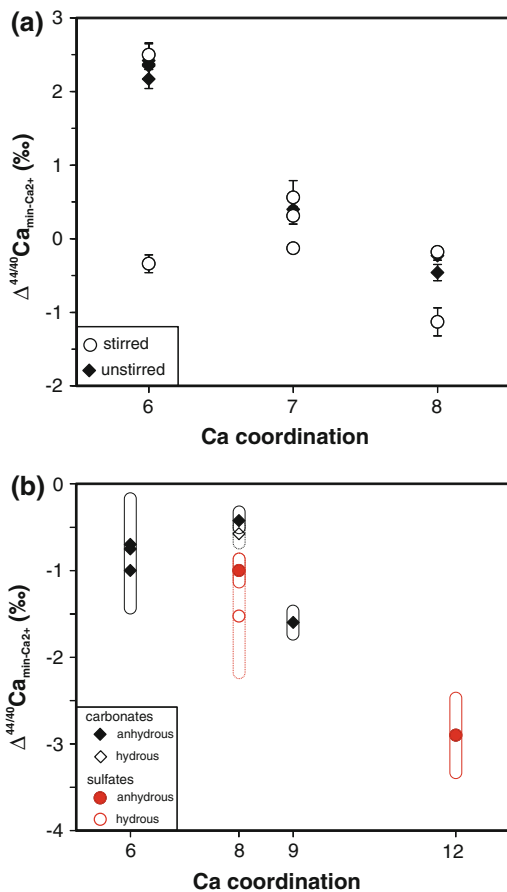 (a)
3
2
1
0
-1
-2
Δ44/40Camin-Ca2+ (‰)
stirred
unstirred
6 7 8
Ca coordination
(b)
0
-1
-2
-3
-4
Δ44/40Camin-Ca2+ (‰)
carbonates
anhydrous
hydrous
sulfates
anhydrous
hydrous
6 8 9 12
Ca coordination